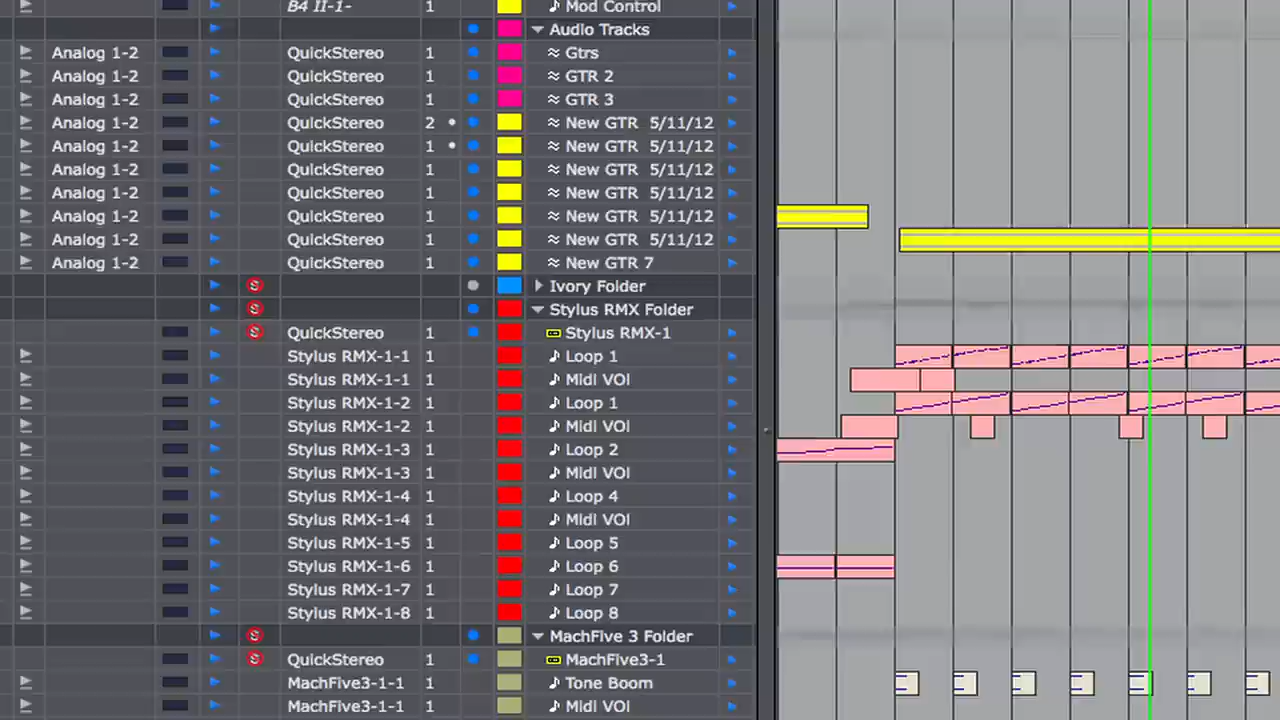 B4 II-1- 1 Mod Control
Audio Tracks
Analog 1-2 QuickStereo 1 Gtrs
Analog 1-2 QuickStereo 1 GTR 2
Analog 1-2 QuickStereo 1 GTR 3
Analog 1-2 QuickStereo 2 New GTR 5/11/12
Analog 1-2 QuickStereo 1 New GTR 5/11/12
Analog 1-2 QuickStereo 1 New GTR 5/11/12
Analog 1-2 QuickStereo 1 New GTR 5/11/12
Analog 1-2 QuickStereo 1 New GTR 5/11/12
Analog 1-2 QuickStereo 1 New GTR 5/11/12
Analog 1-2 QuickStereo 1 New GTR 7
S Ivory Folder
S Stylus RMX Folder
S QuickStereo 1 Stylus RMX-1
Stylus RMX-1-1 1 Loop 1
Stylus RMX-1-1 1 Midi VOl
Stylus RMX-1-2 1 Loop 1
Stylus RMX-1-2 1 Midi VOl
Stylus RMX-1-3 1 Loop 2
Stylus RMX-1-3 1 Midi VOl
Stylus RMX-1-4 1 Loop 4
Stylus RMX-1-4 1 Midi VOl
Stylus RMX-1-5 1 Loop 5
Stylus RMX-1-6 1 Loop 6
Stylus RMX-1-7 1 Loop 7
Stylus RMX-1-8 1 Loop 8
S MachFive 3 Folder
S QuickStereo 1 MachFive3-1
MachFive3-1-1 1 Tone Boom
MachFive3-1-1 1 Midi VOl